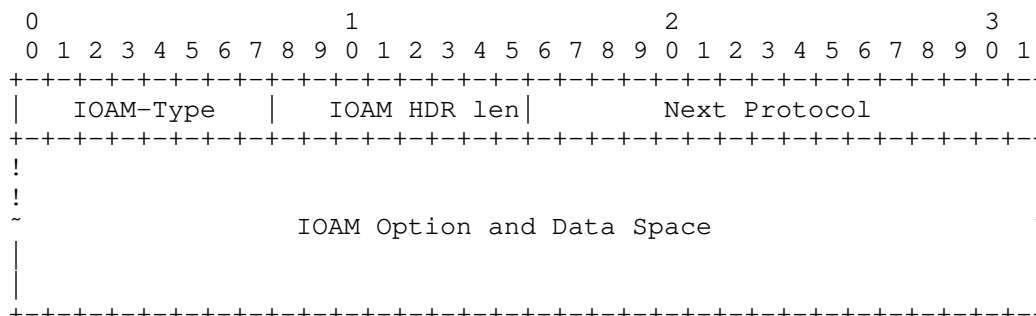 0                   1                   2                   3
 0 1 2 3 4 5 6 7 8 9 0 1 2 3 4 5 6 7 8 9 0 1 2 3 4 5 6 7 8 9 0 1
+-+-+-+-+-+-+-+-+-+-+-+-+-+-+-+-+-+-+-+-+-+-+-+-+-+-+-+-+-+-+-+-
|   IOAM-Type   |   IOAM HDR len|        Next Protocol
+-+-+-+-+-+-+-+-+-+-+-+-+-+-+-+-+-+-+-+-+-+-+-+-+-+-+-+-+-+-+-+-
!
!
~                 IOAM Option and Data Space
|
|
+-+-+-+-+-+-+-+-+-+-+-+-+-+-+-+-+-+-+-+-+-+-+-+-+-+-+-+-+-+-+-+-